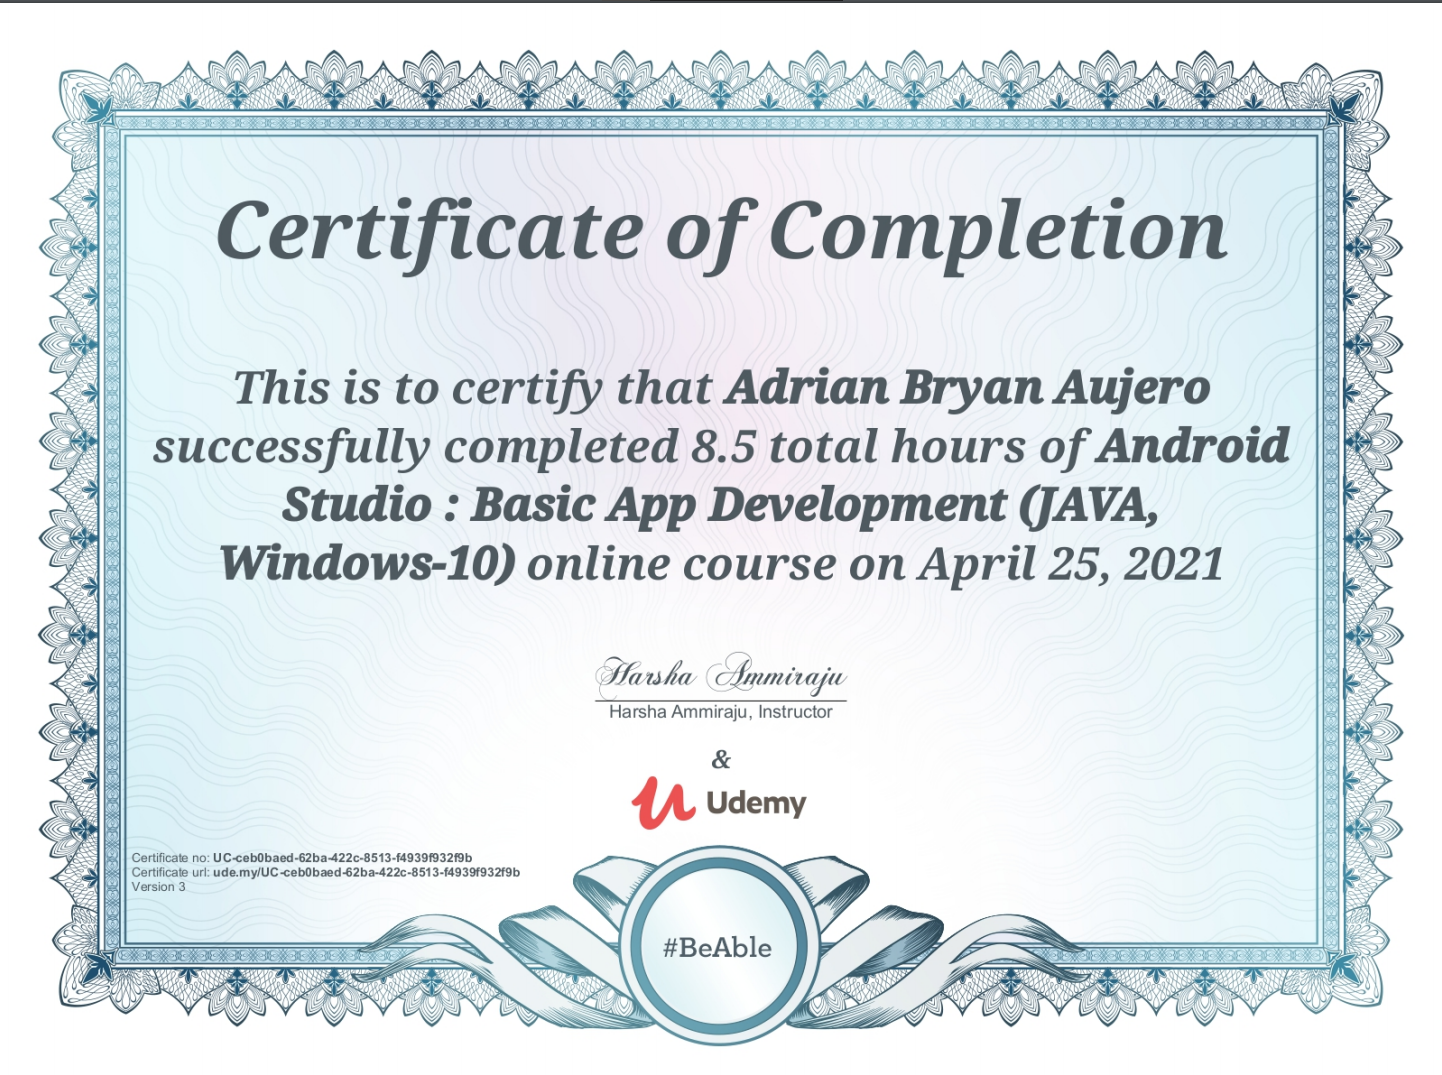 Certificate of Completion
This is to certify that Adrian Bryan Aujero
successfully completed 8.5 total hours of Android
Studio : Basic App Development (JAVA,
Windows-10) online course on April 25, 2021
Harsha Ammiraju
Harsha Ammiraju, Instructor
&
Udemy
Certificate no: UC-ceb0baed-62ba-422c-8513-f4939f932f9b
Certificate url: ude.my/UC-ceb0baed-62ba-422c-8513-f4939f932f9b
Version 3
#BeAble